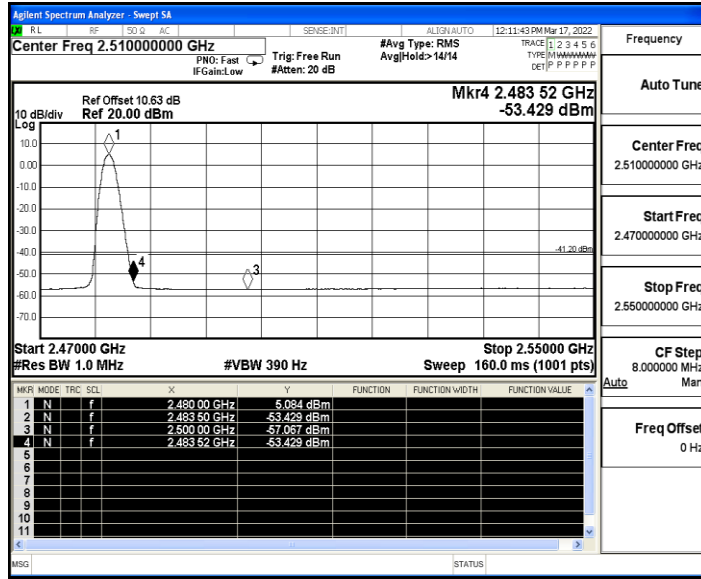 Agilent Spectrum Analyzer - Swept SA
RL RF 50 Ω AC SENSE:INT ALIGNAUTO 12:11:43 PM Mar 17, 2022
Center Freq 2.510000000 GHz
PNO: Fast
IFGain:Low
Trig: Free Run
#Atten: 20 dB
#Avg Type: RMS
Avg|Hold:> 14/14
TRACE 1 2 3 4 5 6
TYPE M WWWWW
DET P P P P P P
Ref Offset 10.63 dB
10 dB/div Ref 20.00 dBm
Log
Mkr4 2.483 52 GHz
-53.429 dBm
10.0
0.00
-10.0
-20.0
-30.0
-40.0
-50.0
-60.0
-70.0
1
4
3
-41.20 dBm
Start 2.47000 GHz Stop 2.55000 GHz
#Res BW 1.0 MHz #VBW 390 Hz Sweep 160.0 ms (1001 pts)
MKR MODE TRC SCL X Y FUNCTION FUNCTION WIDTH FUNCTION VALUE
1 N f 2.480 00 GHz 5.084 dBm
2 N f 2.483 50 GHz -53.429 dBm
3 N f 2.500 00 GHz -57.067 dBm
4 N f 2.483 52 GHz -53.429 dBm
5
6
7
8
9
10
11
MSG STATUS
Frequency
Auto Tune
Center Freq
2.510000000 GHz
Start Freq
2.470000000 GHz
Stop Freq
2.550000000 GHz
CF Step
8.000000 MHz
Auto Man
Freq Offset
0 Hz